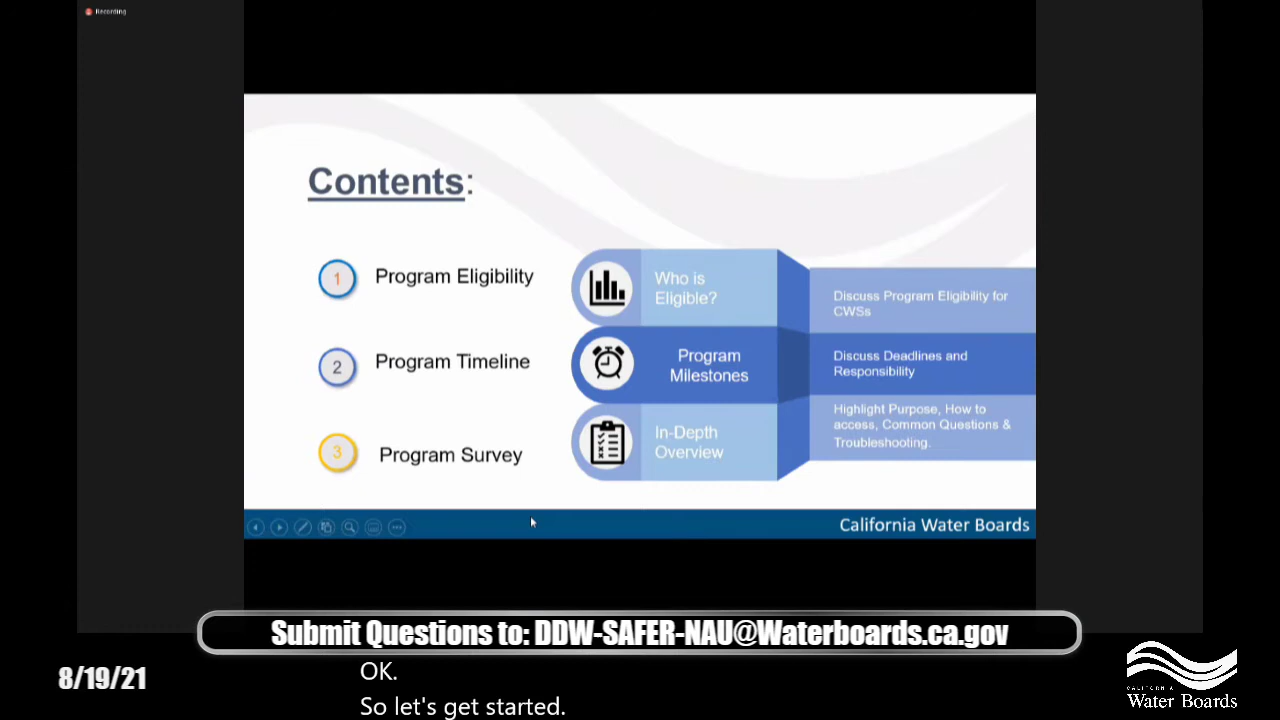 Recording
Contents:
1
Program Eligibility
2
Program Timeline
3
Program Survey
Who is
Eligible?
Discuss Program Eligibility for
CWSs
Program
Milestones
Discuss Deadlines and
Responsibility
In-Depth
Overview
Highlight Purpose, How to
access, Common Questions &
Troubleshooting.
California Water Boards
Submit Questions to: DDW-SAFER-NAU@Waterboards.ca.gov
8/19/21
OK.
So let's get started.
CALIFORNIA
Water Boards